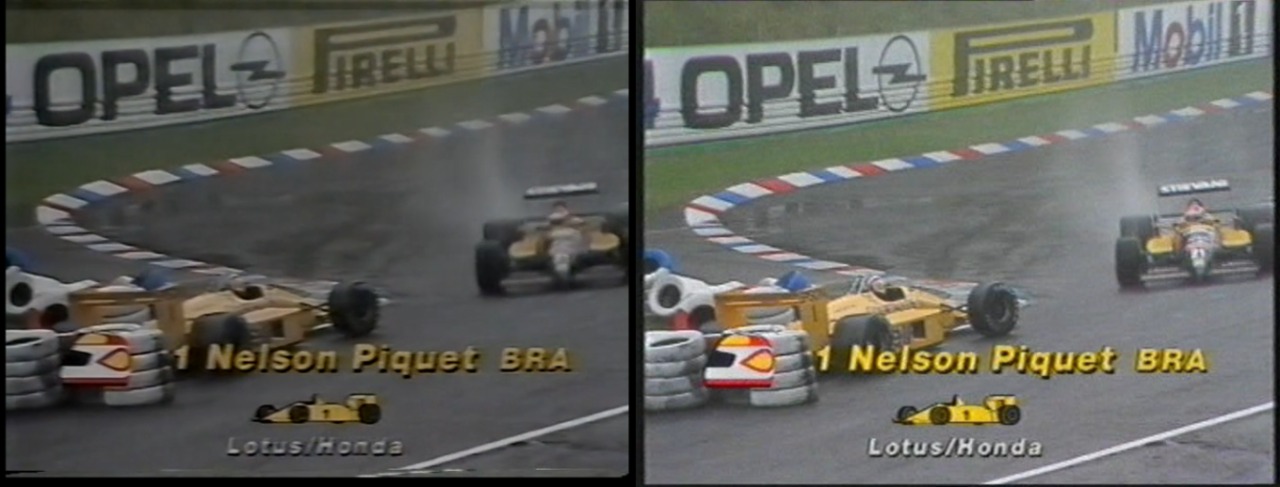 OPEL PIRELLI Mobil 1
1 Nelson Piquet BRA
Lotus/Honda
OPEL PIRELLI Mobil 1
1 Nelson Piquet BRA
Lotus/Honda